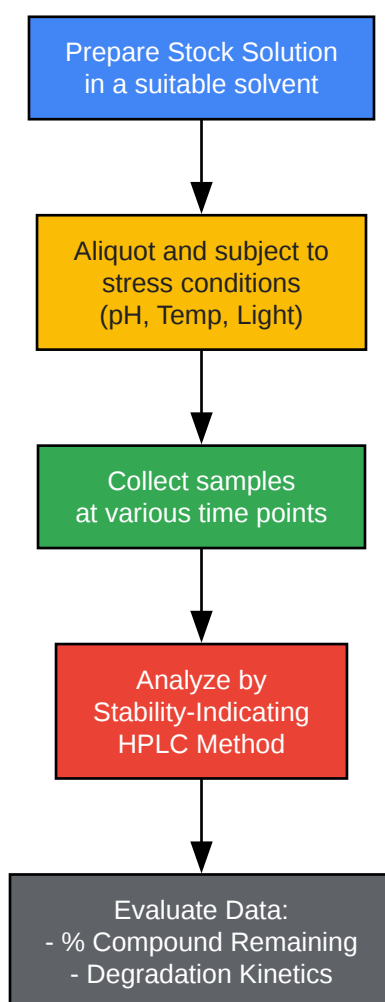 Prepare Stock Solution
in a suitable solvent
Aliquot and subject to
stress conditions
(pH, Temp, Light)
Collect samples
at various time points
Analyze by
Stability-Indicating
HPLC Method
Evaluate Data:
- % Compound Remaining
- Degradation Kinetics